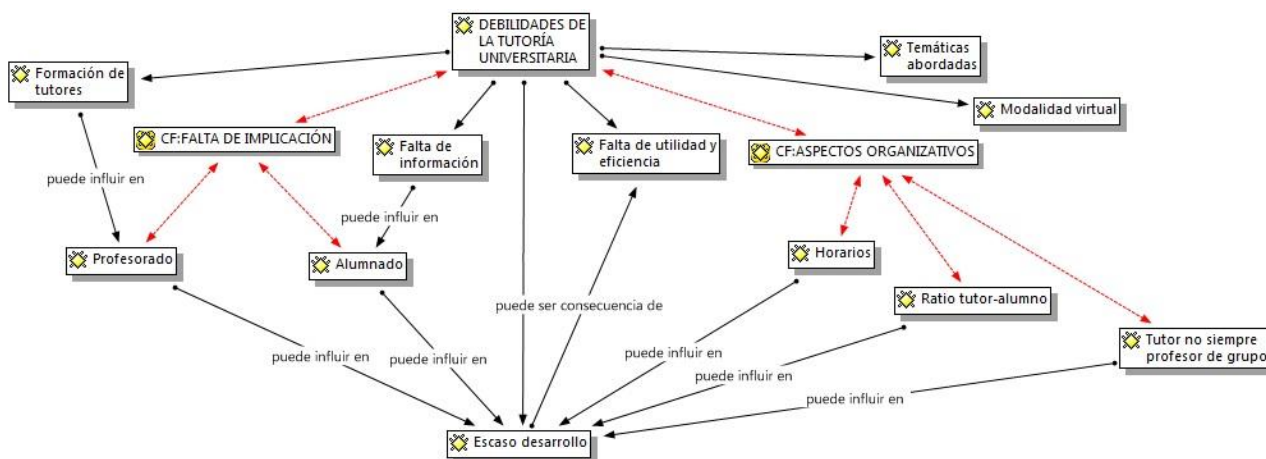 DEBILIDADES DE
LA TUTORÍA
UNIVERSITARIA
Temáticas
abordadas
Formación de
tutores
Modalidad virtual
CF:FALTA DE IMPLICACIÓN
Falta de
información
Falta de utilidad y
eficiencia
CF:ASPECTOS ORGANIZATIVOS
puede influir en
puede influir en
Profesorado
Alumnado
Horarios
puede ser consecuencia de
Ratio tutor-alumno
Tutor no siempre
profesor de grupo
puede influir en
puede influir en
puede influir en
puede influir en
puede influir en
Escaso desarrollo